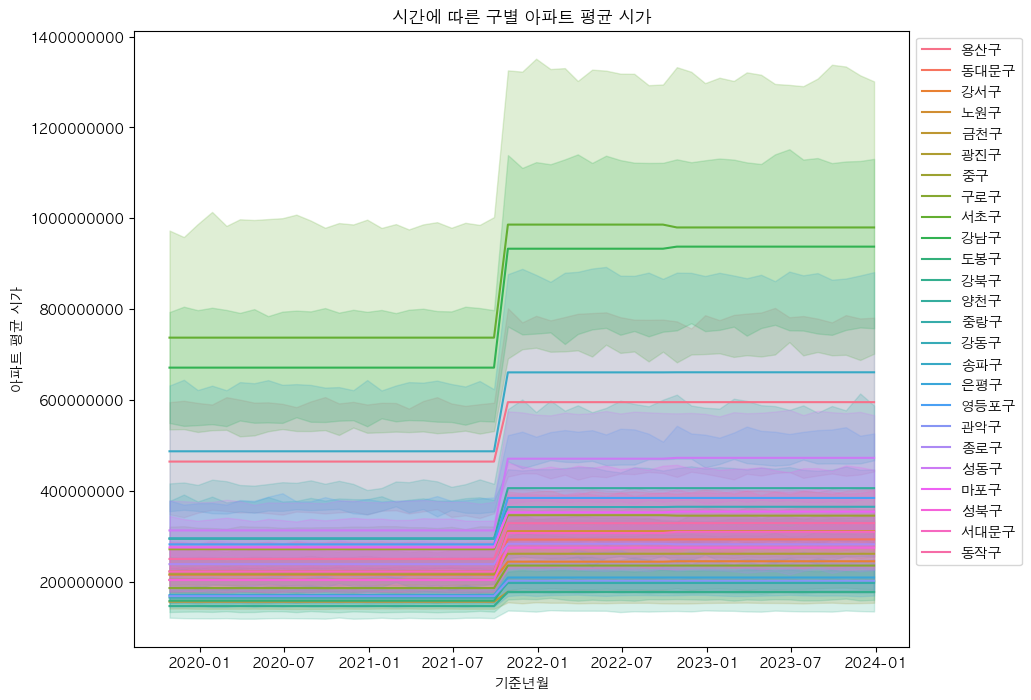 시간에 따른 구별 아파트 평균 시가
아파트 평균 시가
1400000000
1200000000
1000000000
800000000
600000000
400000000
200000000
2020-01 2020-07 2021-01 2021-07 2022-01 2022-07 2023-01 2023-07 2024-01
기준년월
용산구
동대문구
강서구
노원구
금천구
광진구
중구
구로구
서초구
강남구
도봉구
강북구
양천구
중랑구
강동구
송파구
은평구
영등포구
관악구
종로구
성동구
마포구
성북구
서대문구
동작구